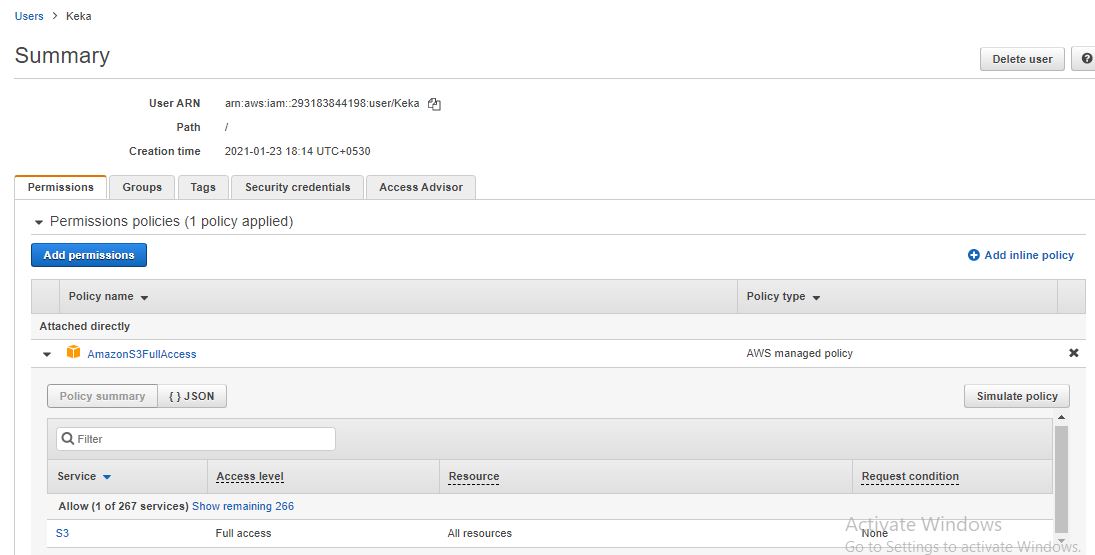 Users > Keka
Summary
Delete user
User ARN arn:aws:iam::293183844198:user/Keka
Path /
Creation time 2021-01-23 18:14 UTC+0530
Permissions Groups Tags Security credentials Access Advisor
Permissions policies (1 policy applied)
Add permissions Add inline policy
Policy name Policy type
Attached directly
AmazonS3FullAccess AWS managed policy
Policy summary { } JSON Simulate policy
Filter
Service Access level Resource Request condition
Allow (1 of 267 services) Show remaining 266
S3 Full access All resources None
Activate Windows
Go to Settings to activate Windows.